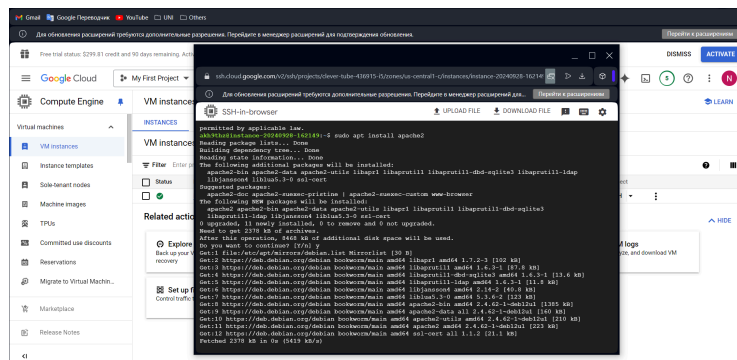 Gmail Google Переводчик YouTube UNI Others
Для обновления расширений требуются дополнительные разрешения. Перейдите в менеджер расширений для подтверждения обновления.
Перейти к расширениям
Free trial status: $299.81 credit and 90 days remaining.
DISMISS
ACTIVATE
Google Cloud
My First Project
N
Compute Engine
VM instances
LEARN
Virtual machines
VM instances
Instance templates
Sole-tenant nodes
Machine images
TPUs
Committed use discounts
Reservations
Migrate to Virtual Machin...
Marketplace
Release Notes
INSTANCES
VM instances
Filter
Status
Related actio
HIDE
Explore
Back up your V
recovery
Set up fi
Control traffic t
M logs
yze, and download VM
ssh.cloud.google.com/v2/ssh/projects/clever-tube-436915-i5/zones/us-central1-c/instances/instance-20240928-16214
Для обновления расширений требуются дополнительные разрешения. Перейдите в менеджер расширений для...
Перейти к расширениям
SSH-in-browser
UPLOAD FILE
DOWNLOAD FILE
permitted by applicable law.
akh9thz@instance-20240928-162149:~$ sudo apt install apache2
Reading package lists... Done
Building dependency tree... Done
Reading state information... Done
The following additional packages will be installed:
apache2-bin apache2-data apache2-utils libapr1 libaprutil1 libaprutil1-dbd-sqlite3 libaprutil1-ldap
libjansson4 liblua5.3-0 ssl-cert
Suggested packages:
apache2-doc apache2-suexec-pristine | apache2-suexec-custom www-browser
The following NEW packages will be installed:
apache2 apache2-bin apache2-data apache2-utils libapr1 libaprutil1 libaprutil1-dbd-sqlite3
libaprutil1-ldap libjansson4 liblua5.3-0 ssl-cert
0 upgraded, 11 newly installed, 0 to remove and 0 not upgraded.
Need to get 2378 kB of archives.
After this operation, 8460 kB of additional disk space will be used.
Do you want to continue? [Y/n] y
Get:1 file:/etc/apt/mirrors/debian.list Mirrorlist [30 B]
Get:2 https://deb.debian.org/debian bookworm/main amd64 libapr1 amd64 1.7.2-3 [102 kB]
Get:3 https://deb.debian.org/debian bookworm/main amd64 libaprutil1 amd64 1.6.3-1 [87.8 kB]
Get:4 https://deb.debian.org/debian bookworm/main amd64 libaprutil1-dbd-sqlite3 amd64 1.6.3-1 [13.6 kB]
Get:5 https://deb.debian.org/debian bookworm/main amd64 libaprutil1-ldap amd64 1.6.3-1 [11.8 kB]
Get:6 https://deb.debian.org/debian bookworm/main amd64 libjansson4 amd64 2.14-2 [40.8 kB]
Get:7 https://deb.debian.org/debian bookworm/main amd64 liblua5.3-0 amd64 5.3.6-2 [123 kB]
Get:8 https://deb.debian.org/debian bookworm/main amd64 apache2-bin amd64 2.4.62-1~deb12u1 [1385 kB]
Get:9 https://deb.debian.org/debian bookworm/main amd64 apache2-data all 2.4.62-1~deb12u1 [160 kB]
Get:10 https://deb.debian.org/debian bookworm/main amd64 apache2-utils amd64 2.4.62-1~deb12u1 [210 kB]
Get:11 https://deb.debian.org/debian bookworm/main amd64 apache2 amd64 2.4.62-1~deb12u1 [223 kB]
Get:12 https://deb.debian.org/debian bookworm/main amd64 ssl-cert all 1.1.2 [21.1 kB]
Fetched 2378 kB in 0s (5419 kB/s)